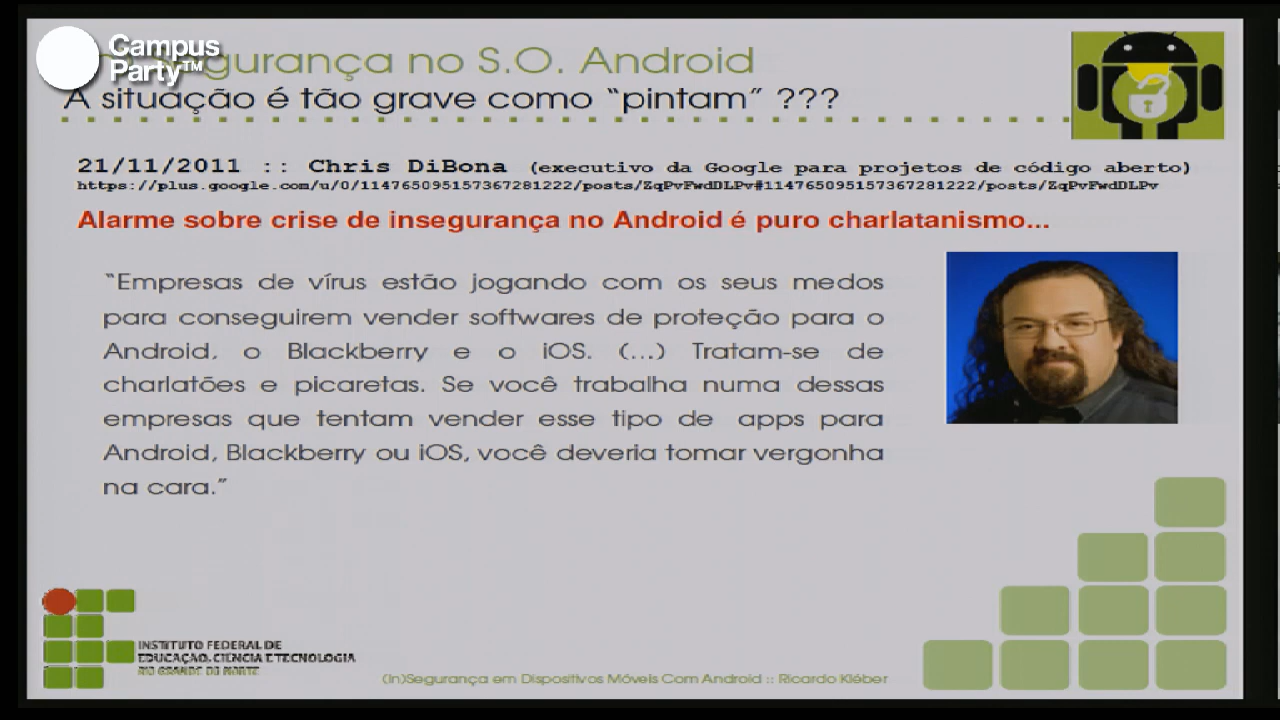 Campus
Party™
Segurança no S.O. Android
A situação é tão grave como “pintam” ???
21/11/2011 :: Chris DiBona (executivo da Google para projetos de código aberto)
https://plus.google.com/u/0/114765095157367281222/posts/ZqPvFwdDLPv#114765095157367281222/posts/ZqPvFwdDLPv
Alarme sobre crise de insegurança no Android é puro charlatanismo...
“Empresas de vírus estão jogando com os seus medos
para conseguirem vender softwares de proteção para o
Android, o Blackberry e o iOS. (...) Tratam-se de
charlatões e picaretas. Se você trabalha numa dessas
empresas que tentam vender esse tipo de apps para
Android, Blackberry ou iOS, você deveria tomar vergonha
na cara.”
INSTITUTO FEDERAL DE
EDUCAÇÃO, CIÊNCIA E TECNOLOGIA
RIO GRANDE DO NORTE
(In)Segurança em Dispositivos Móveis Com Android :: Ricardo Kléber